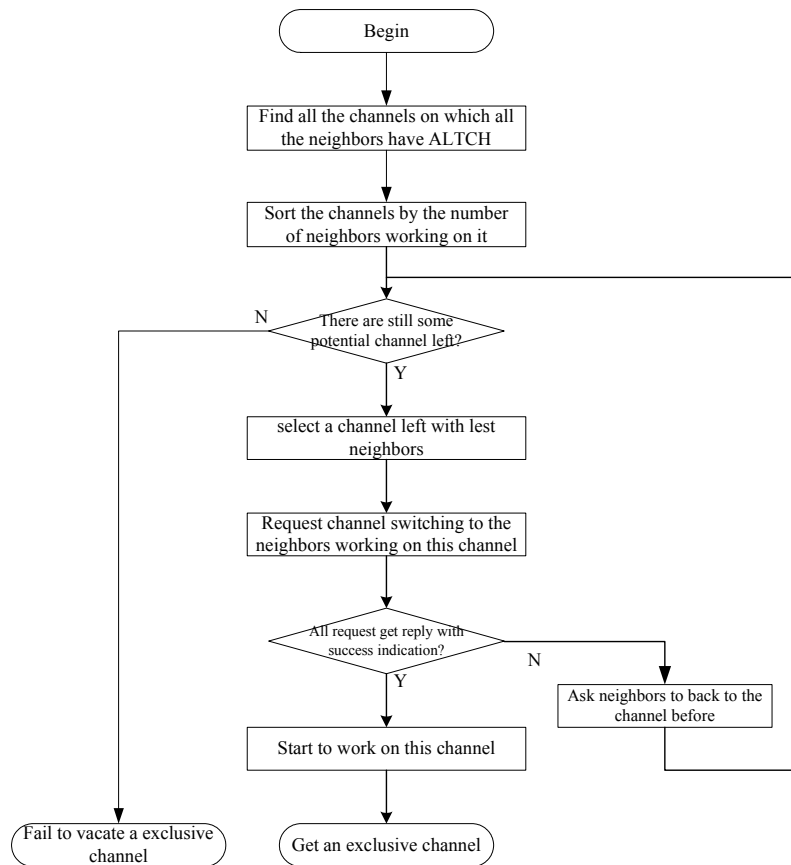 Begin
Find all the channels on which all
the neighbors have ALTCH
Sort the channels by the number
of neighbors working on it
N
There are still some
potential channel left?
Y
select a channel left with lest
neighbors
Request channel switching to the
neighbors working on this channel
All request get reply with
success indication?
N
Y
Ask neighbors to back to the
channel before
Start to work on this channel
Fail to vacate a exclusive
channel
Get an exclusive channel